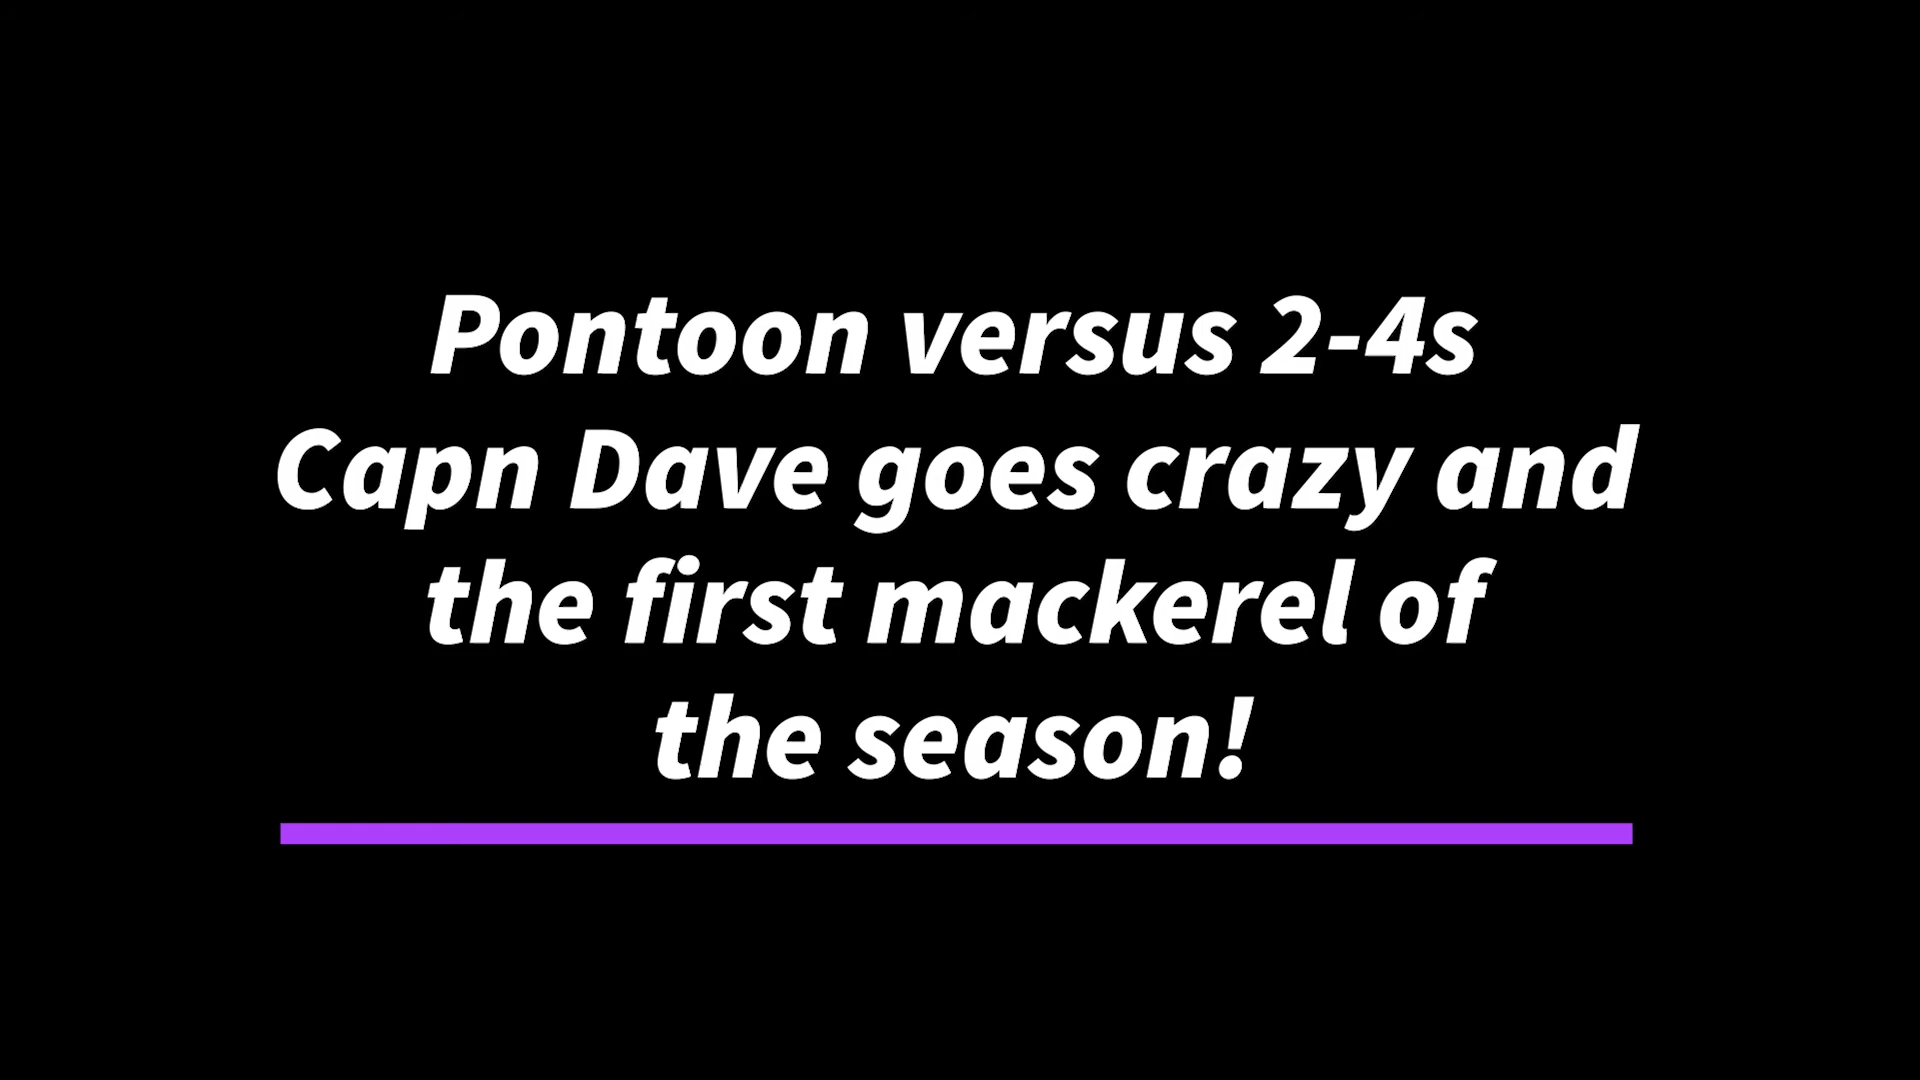 Pontoon versus 2-4s
Capn Dave goes crazy and
the first mackerel of
the season!